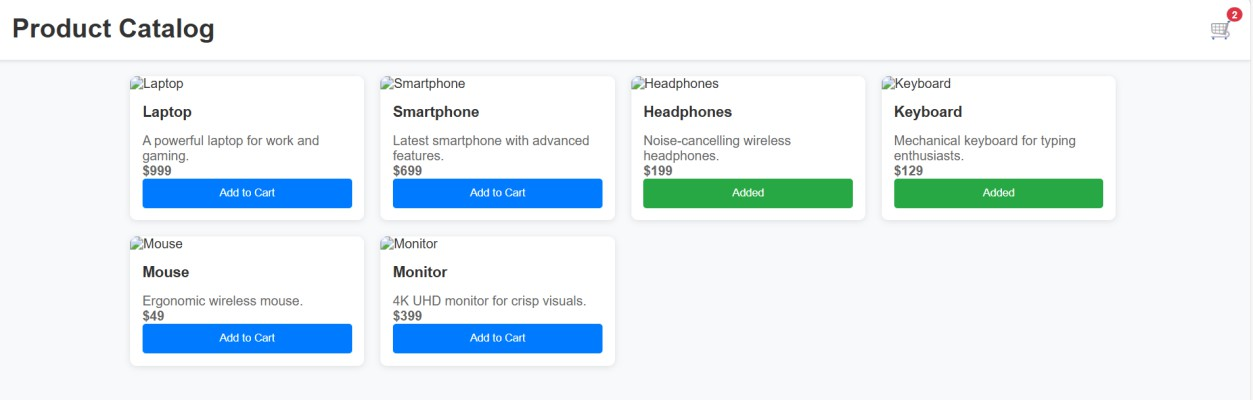 Product Catalog
2
Laptop
Laptop
A powerful laptop for work and
gaming.
$999
Add to Cart
Smartphone
Smartphone
Latest smartphone with advanced
features.
$699
Add to Cart
Headphones
Headphones
Noise-cancelling wireless
headphones.
$199
Added
Keyboard
Keyboard
Mechanical keyboard for typing
enthusiasts.
$129
Added
Mouse
Mouse
Ergonomic wireless mouse.
$49
Add to Cart
Monitor
Monitor
4K UHD monitor for crisp visuals.
$399
Add to Cart